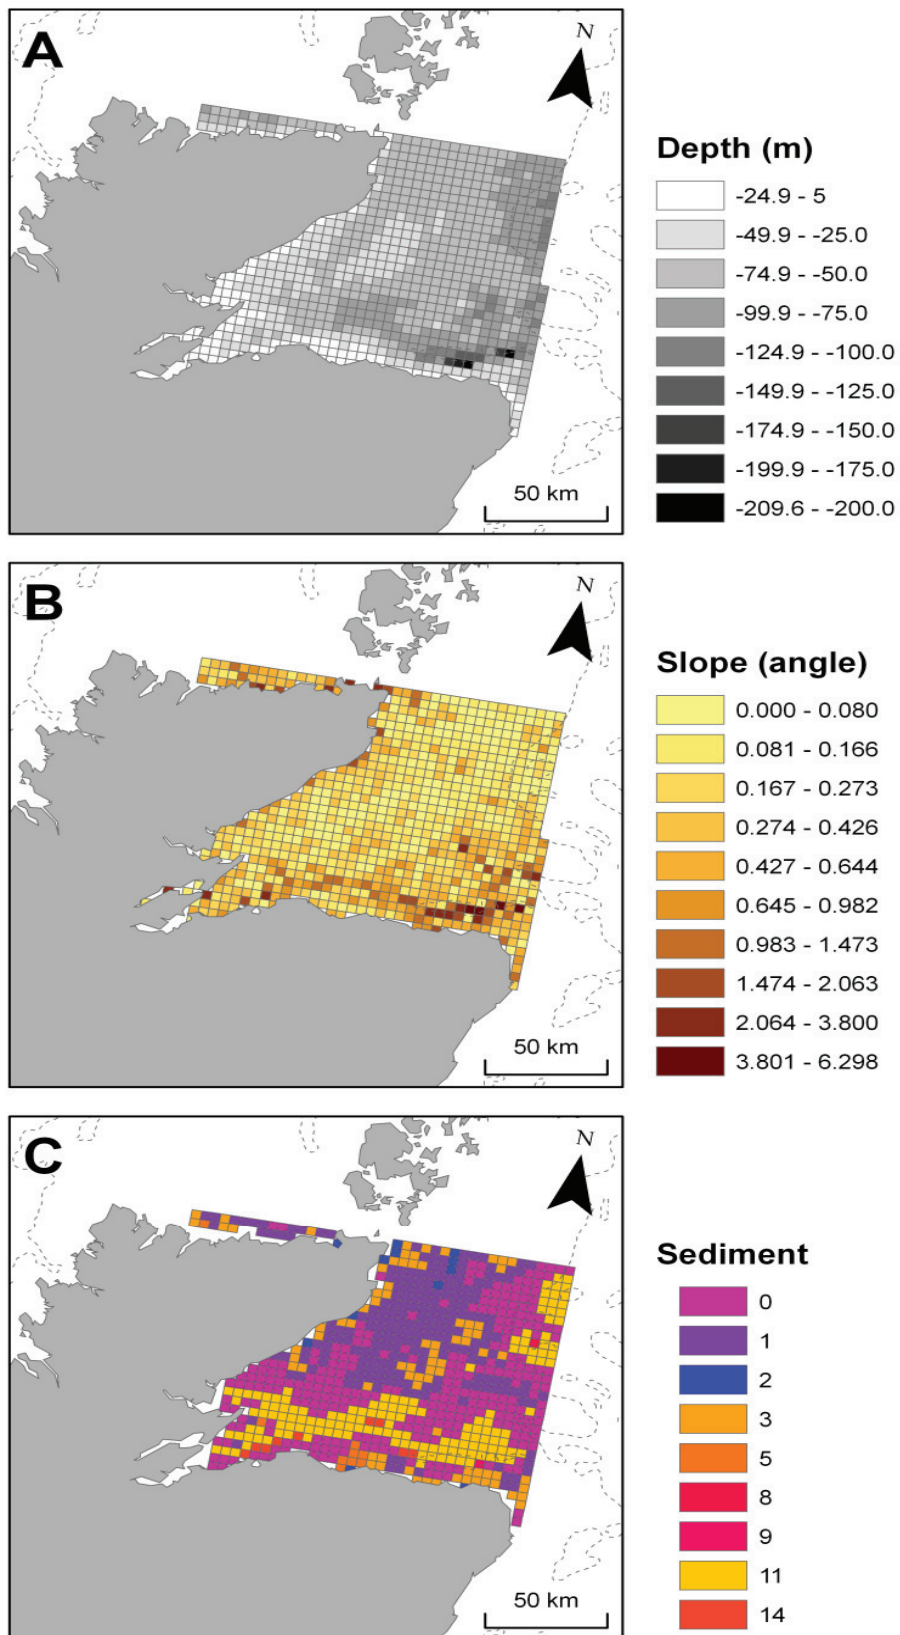 A
N
50 km
Depth (m)
-24.9 - 5
-49.9 - -25.0
-74.9 - -50.0
-99.9 - -75.0
-124.9 - -100.0
-149.9 - -125.0
-174.9 - -150.0
-199.9 - -175.0
-209.6 - -200.0
B
N
50 km
Slope (angle)
0.000 - 0.080
0.081 - 0.166
0.167 - 0.273
0.274 - 0.426
0.427 - 0.644
0.645 - 0.982
0.983 - 1.473
1.474 - 2.063
2.064 - 3.800
3.801 - 6.298
C
N
50 km
Sediment
0
1
2
3
5
8
9
11
14